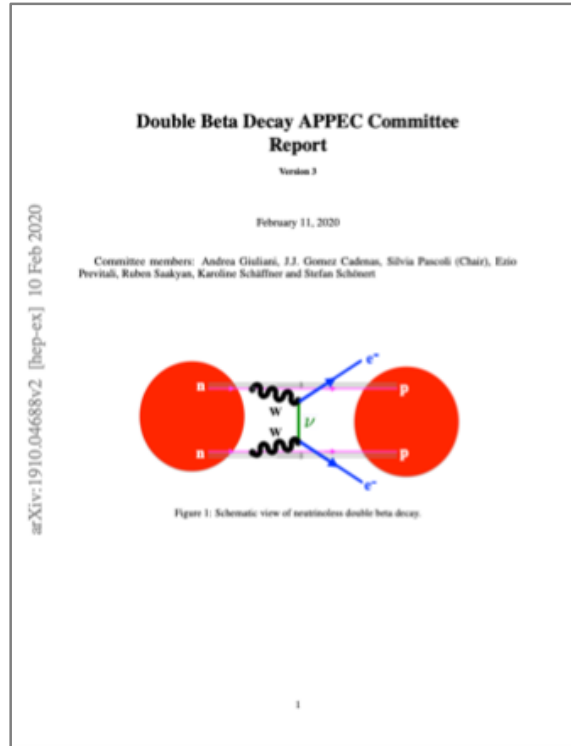 Double Beta Decay APPEC Committee
Report
Version 3
February 11, 2020
Committee members: Andrea Giuliani, J.J. Gomez Cadenas, Silvia Pascoli (Chair), Ezio
Previtali, Ruben Saakyan, Karoline Schäffner and Stefan Schönert
arXiv:1910.04688v2 [hep-ex] 10 Feb 2020
e⁻
n
p
W
ν
W
n
p
e⁻
Figure 1: Schematic view of neutrinoless double beta decay.
1